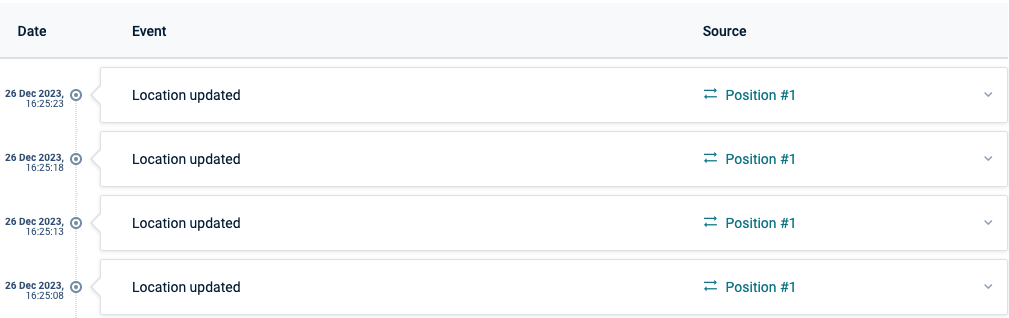 Date Event Source
26 Dec 2023,
16:25:23
Location updated Position #1
26 Dec 2023,
16:25:18
Location updated Position #1
26 Dec 2023,
16:25:13
Location updated Position #1
26 Dec 2023,
16:25:08
Location updated Position #1